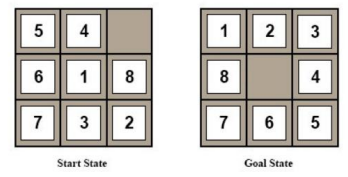 5 4
6 1 8
7 3 2
Start State
1 2 3
8 4
7 6 5
Goal State